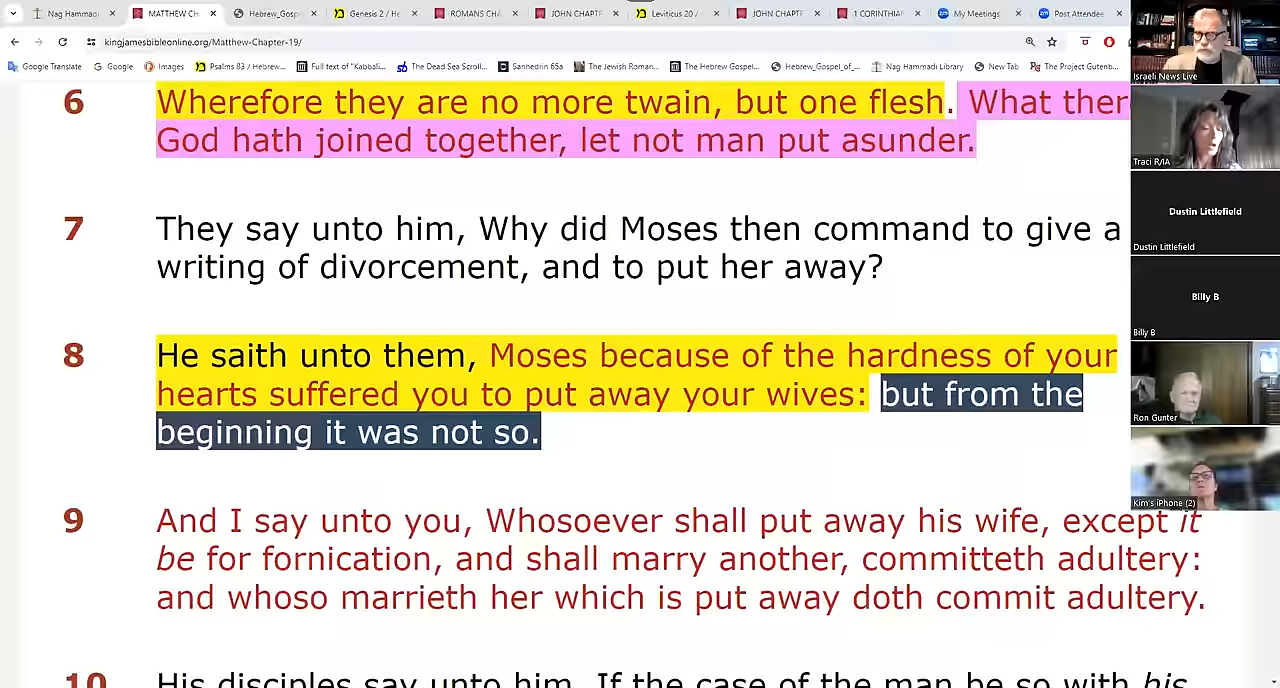 Nag Hammadi
MATTHEW CH
Hebrew_Gosp
Genesis 2 / He
ROMANS CHA
JOHN CHAPTE
Leviticus 20 /
JOHN CHAPTE
1 CORINTHIA
My Meetings
Post Attendee
kingjamesbibleonline.org/Matthew-Chapter-19/
Google Translate
Google
Images
Psalms 83 / Hebrew...
Full text of "Kabbali...
The Dead Sea Scroll...
Sanhedrin 65a
The Jewish Roman...
The Hebrew Gospel...
Hebrew_Gospel_of_...
Nag Hammadi Library
New Tab
The Project Gutenb...
6 Wherefore they are no more twain, but one flesh. What ther
God hath joined together, let not man put asunder.
7 They say unto him, Why did Moses then command to give a
writing of divorcement, and to put her away?
8 He saith unto them, Moses because of the hardness of your
hearts suffered you to put away your wives: but from the
beginning it was not so.
9 And I say unto you, Whosoever shall put away his wife, except it
be for fornication, and shall marry another, committeth adultery:
and whoso marrieth her which is put away doth commit adultery.
10 His disciples say unto him, If the case of the man be so with his
Israeli News Live
Traci R/IA
Dustin Littlefield
Dustin Littlefield
Billy B
Billy B
Ron Gunter
Kim's iPhone (2)